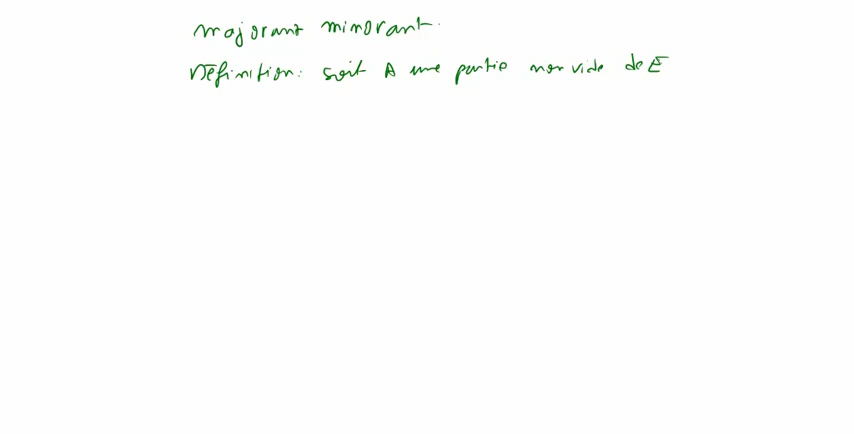 majorant minorant.
Définition: soit A une partie non vide de E